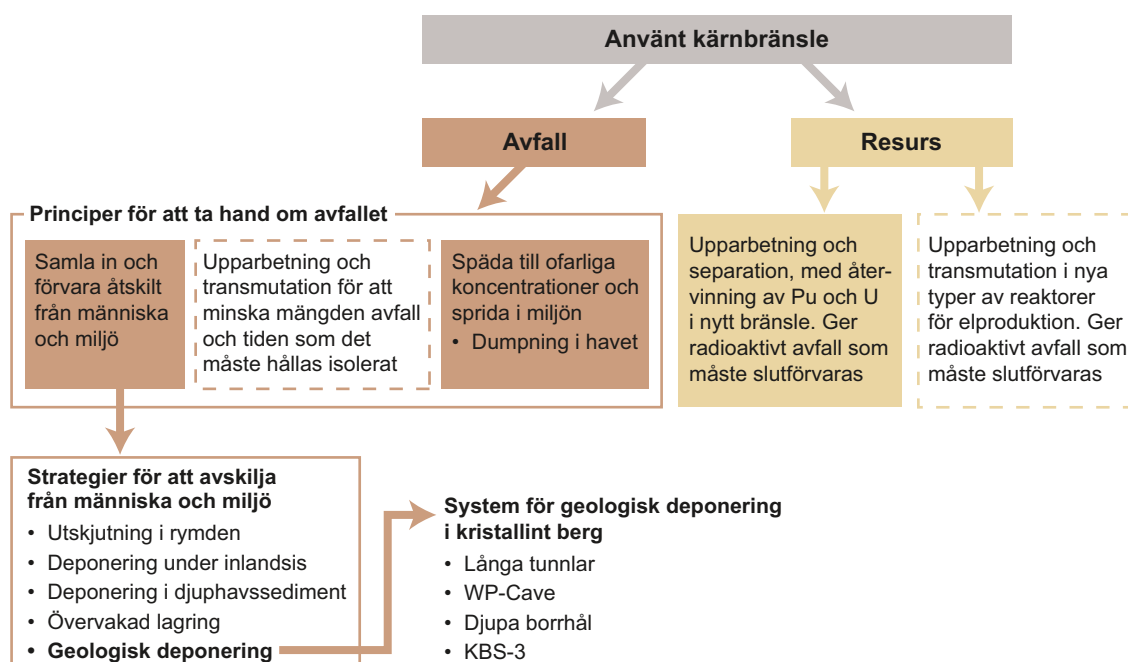 Använt kärnbränsle
Avfall
Resurs
Principer för att ta hand om avfallet
Samla in och
förvara åtskilt
från människa
och miljö
Upparbetning och
transmutation för att
minska mängden avfall
och tiden som det
måste hållas isolerat
Späda till ofarliga
koncentrationer och
sprida i miljön
• Dumpning i havet
Upparbetning och
separation, med åter-
vinning av Pu och U
i nytt bränsle. Ger
radioaktivt avfall som
måste slutförvaras
Upparbetning och
transmutation i nya
typer av reaktorer
för elproduktion. Ger
radioaktivt avfall som
måste slutförvaras
Strategier för att avskilja
från människa och miljö
• Utskjutning i rymden
• Deponering under inlandsis
• Deponering i djuphavssediment
• Övervakad lagring
• Geologisk deponering
System för geologisk deponering
i kristallint berg
• Långa tunnlar
• WP-Cave
• Djupa borrhål
• KBS-3